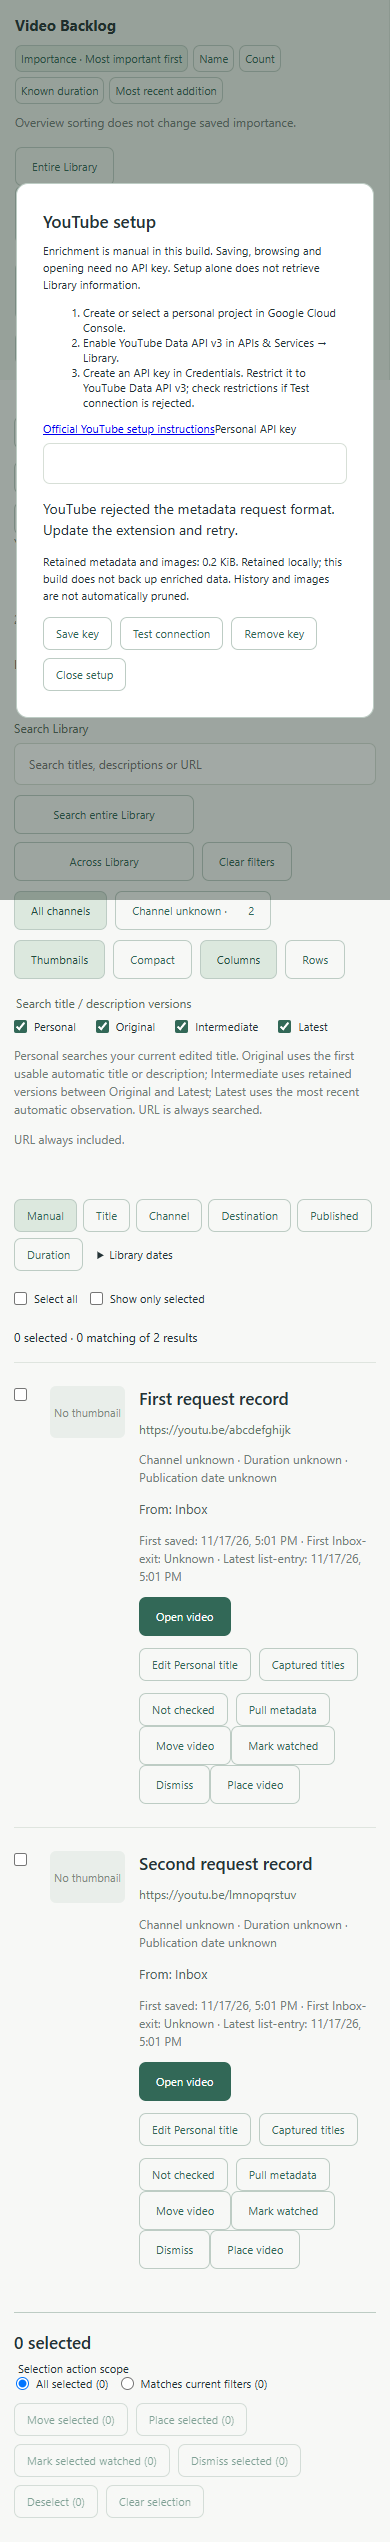 Video Backlog
Importance · Most important first
Name
Count
Known duration
Most recent addition
Overview sorting does not change saved importance.
Entire Library
YouTube setup
Enrichment is manual in this build. Saving, browsing and
opening need no API key. Setup alone does not retrieve
Library information.
1. Create or select a personal project in Google Cloud
Console.
2. Enable YouTube Data API v3 in APIs & Services →
Library.
3. Create an API key in Credentials. Restrict it to
YouTube Data API v3; check restrictions if Test
connection is rejected.
Official YouTube setup instructionsPersonal API key
YouTube rejected the metadata request format.
Update the extension and retry.
Retained metadata and images: 0.2 KiB. Retained locally; this
build does not back up enriched data. History and images
are not automatically pruned.
Save key
Test connection
Remove key
Close setup
Search Library
Search titles, descriptions or URL
Search entire Library
Across Library
Clear filters
All channels
Channel unknown · 2
Thumbnails
Compact
Columns
Rows
Search title / description versions
Personal
Original
Intermediate
Latest
Personal searches your current edited title. Original uses the first
usable automatic title or description; Intermediate uses retained
versions between Original and Latest; Latest uses the most recent
automatic observation. URL is always searched.
URL always included.
Manual
Title
Channel
Destination
Published
Duration
▶ Library dates
Select all
Show only selected
0 selected · 0 matching of 2 results
No thumbnail
First request record
https://youtu.be/abcdefghijk
Channel unknown · Duration unknown ·
Publication date unknown
From: Inbox
First saved: 11/17/26, 5:01 PM · First Inbox-
exit: Unknown · Latest list-entry: 11/17/26,
5:01 PM
Open video
Edit Personal title
Captured titles
Not checked
Pull metadata
Move video
Mark watched
Dismiss
Place video
No thumbnail
Second request record
https://youtu.be/lmnopqrstuv
Channel unknown · Duration unknown ·
Publication date unknown
From: Inbox
First saved: 11/17/26, 5:01 PM · First Inbox-
exit: Unknown · Latest list-entry: 11/17/26,
5:01 PM
Open video
Edit Personal title
Captured titles
Not checked
Pull metadata
Move video
Mark watched
Dismiss
Place video
0 selected
Selection action scope
All selected (0)
Matches current filters (0)
Move selected (0)
Place selected (0)
Mark selected watched (0)
Dismiss selected (0)
Deselect (0)
Clear selection